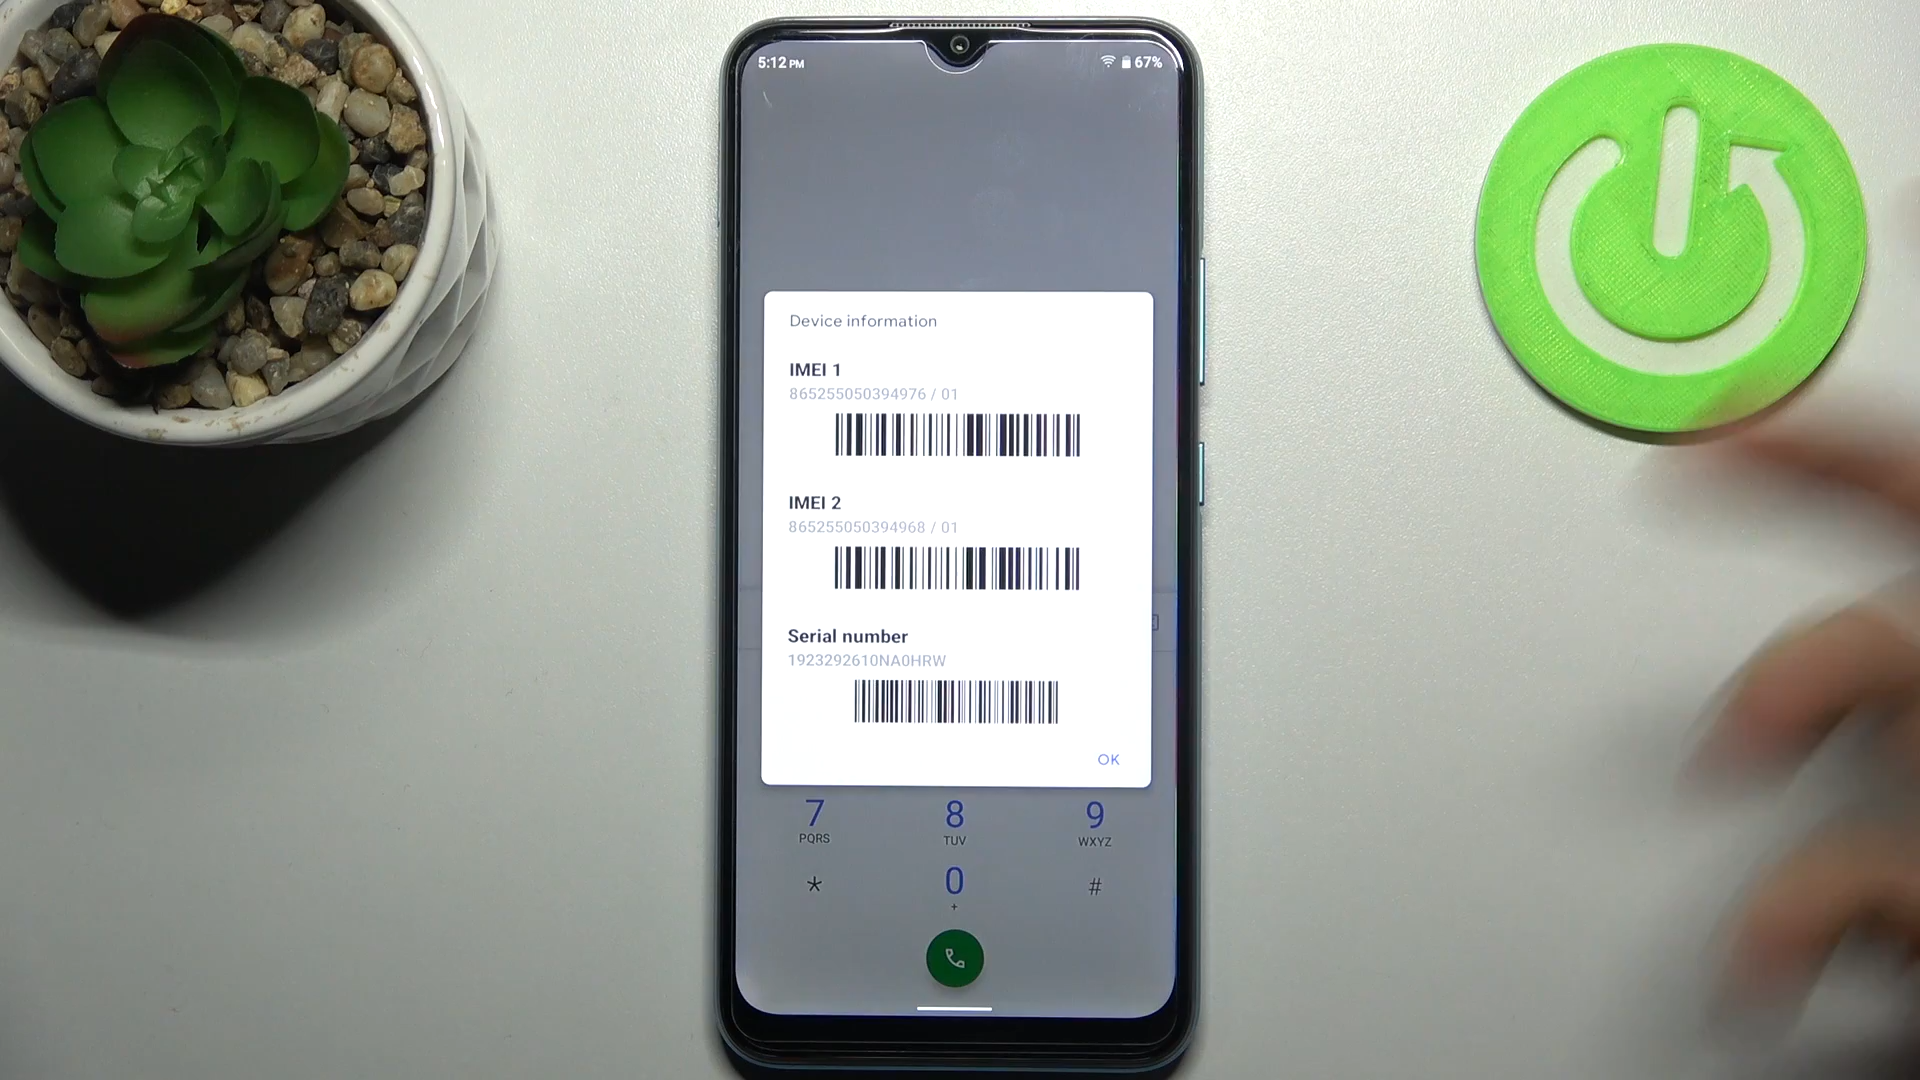 5:12 PM 67%
Device information
IMEI 1
865255050394976 / 01
IMEI 2
865255050394968 / 01
Serial number
1923292610NA0HRW
OK
7 8 9
PQRS TUV WXYZ
* 0 #
+